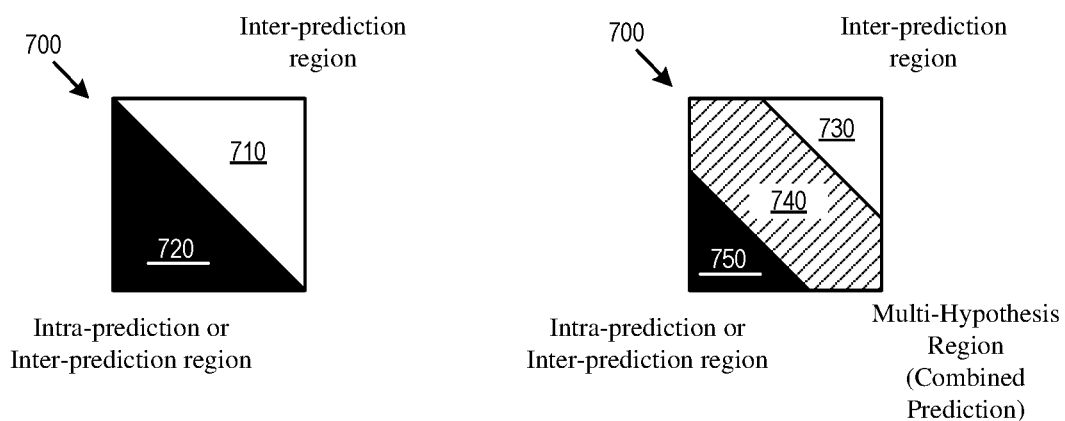 700
Inter-prediction
region
710
720
Intra-prediction or
Inter-prediction region
700
Inter-prediction
region
730
740
750
Intra-prediction or
Inter-prediction region
Multi-Hypothesis
Region
(Combined
Prediction)